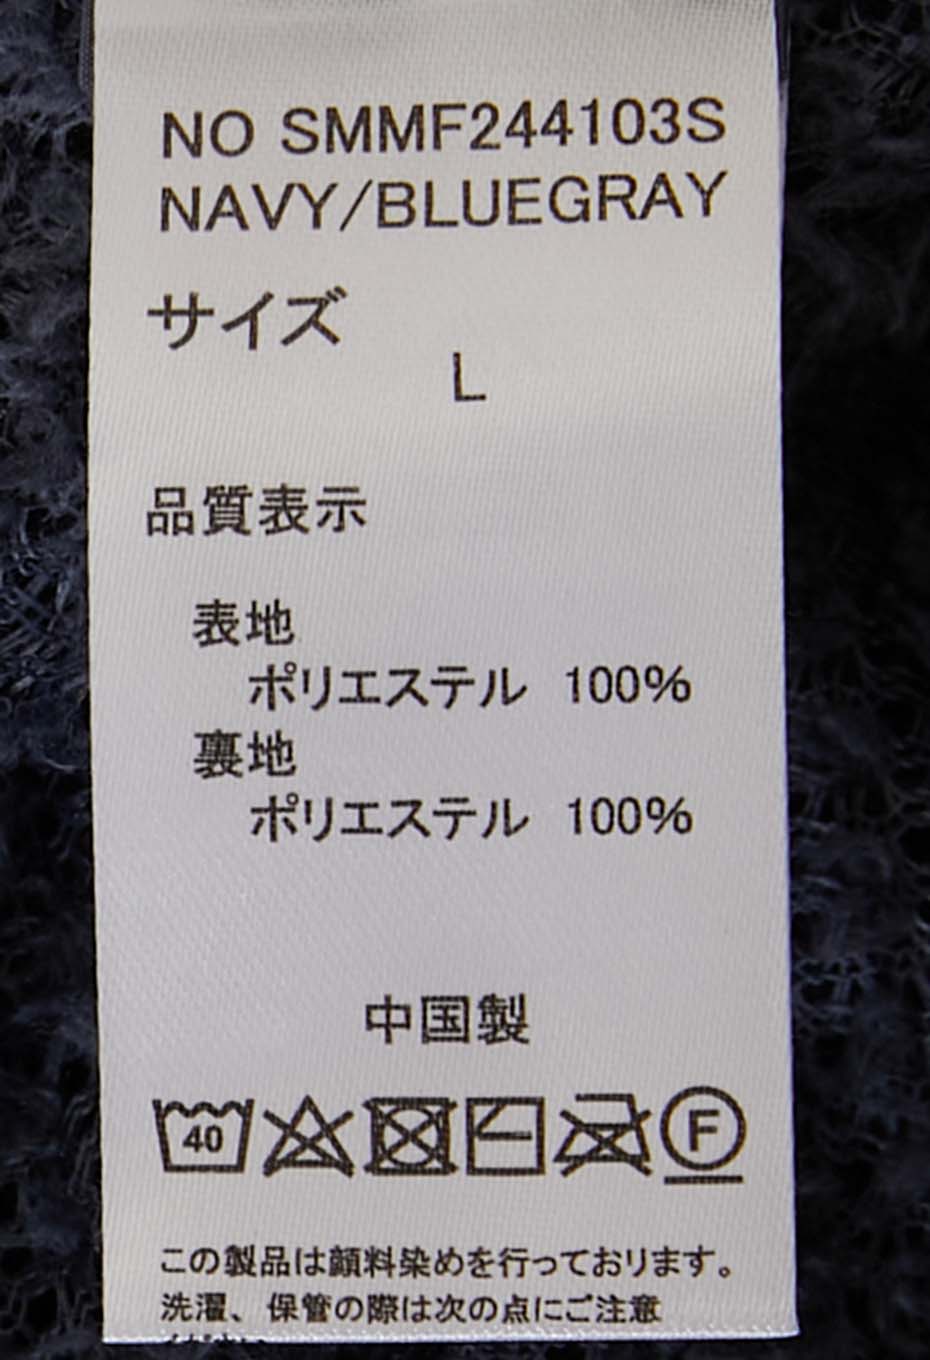 NO SMMF244103S
NAVY/BLUEGRAY
サイズ
L
品質表示
表地
ポリエステル 100%
裏地
ポリエステル 100%
中国製
40
F
この製品は顔料染めを行っております。
洗濯、保管の際は次の点にご注意